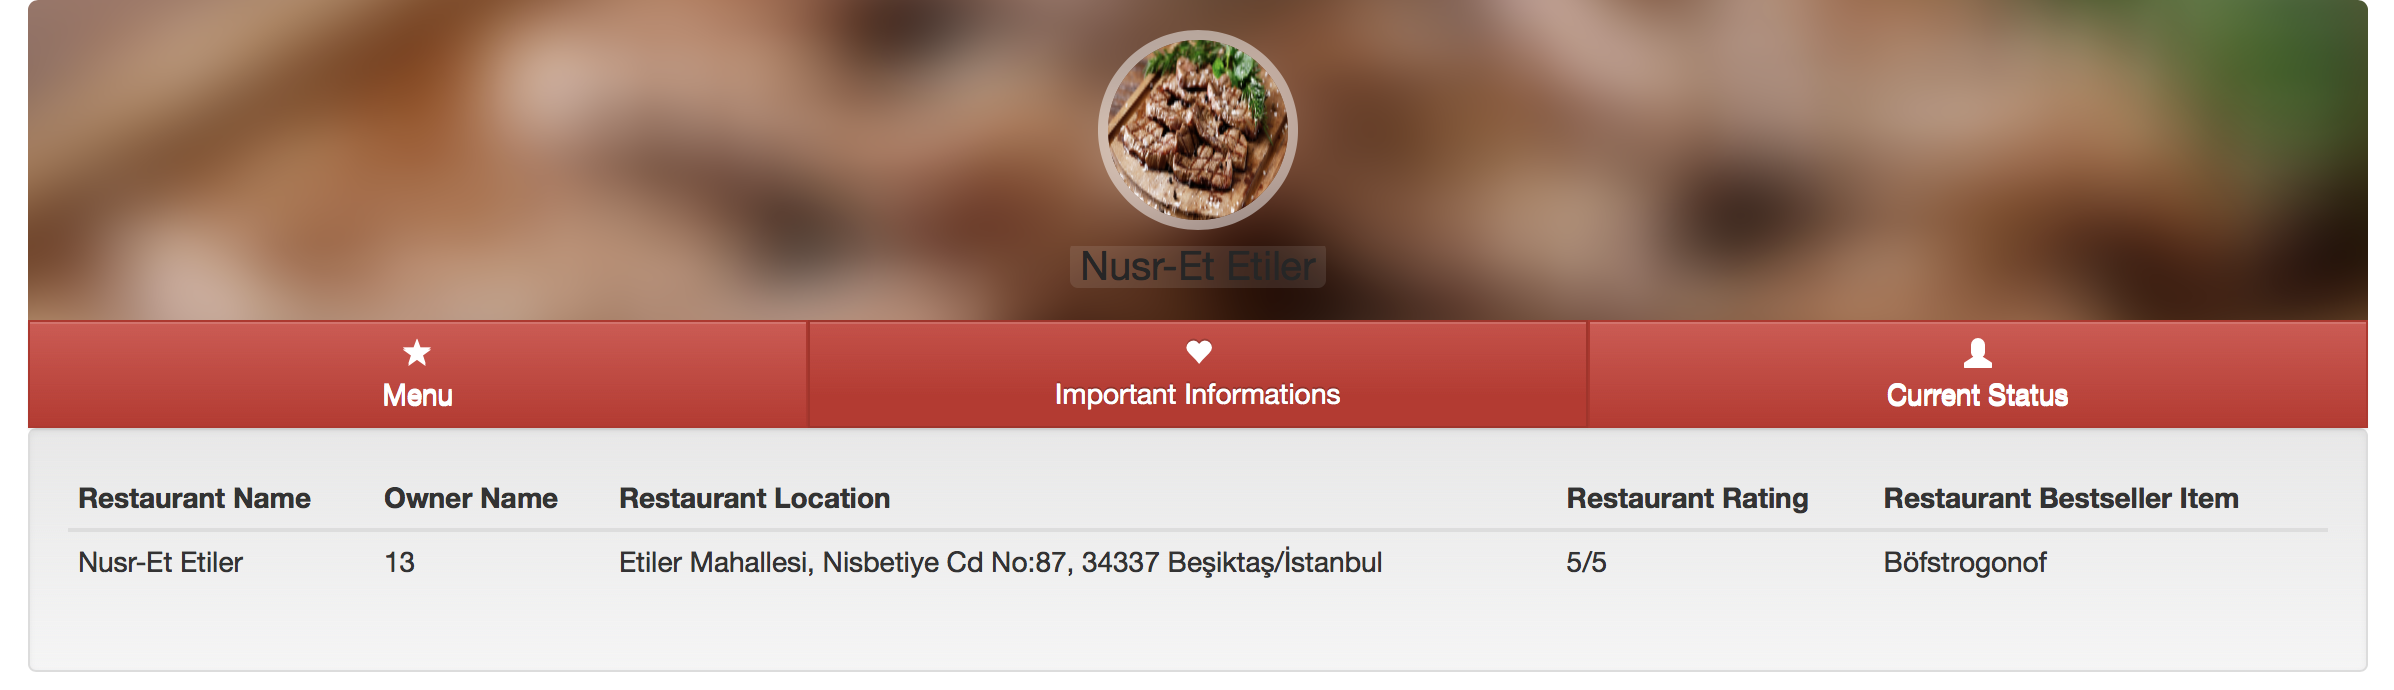 Nusr-Et Etiler
Menu
Important Informations
Current Status
Restaurant Name Owner Name Restaurant Location Restaurant Rating Restaurant Bestseller Item
Nusr-Et Etiler 13 Etiler Mahallesi, Nisbetiye Cd No:87, 34337 Beşiktaş/İstanbul 5/5 Böfstrogonof